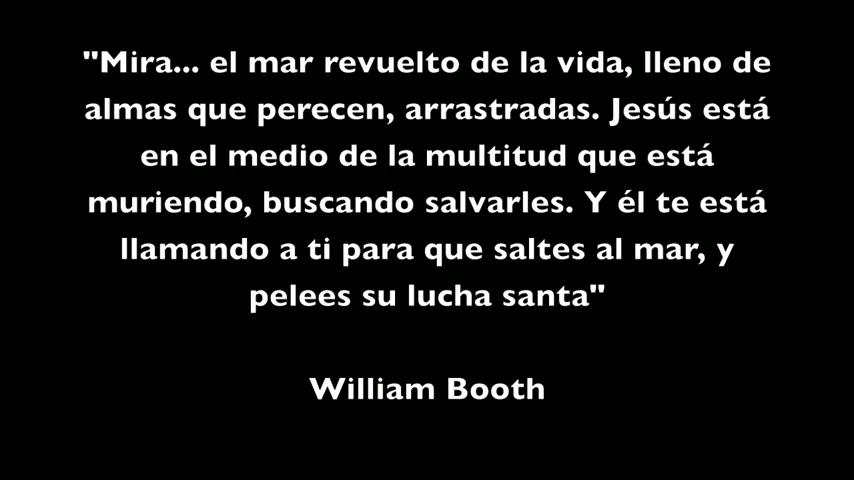 "Mira... el mar revuelto de la vida, lleno de
almas que perecen, arrastradas. Jesús está
en el medio de la multitud que está
muriendo, buscando salvarles. Y él te está
llamando a ti para que saltes al mar, y
pelees su lucha santa"
William Booth